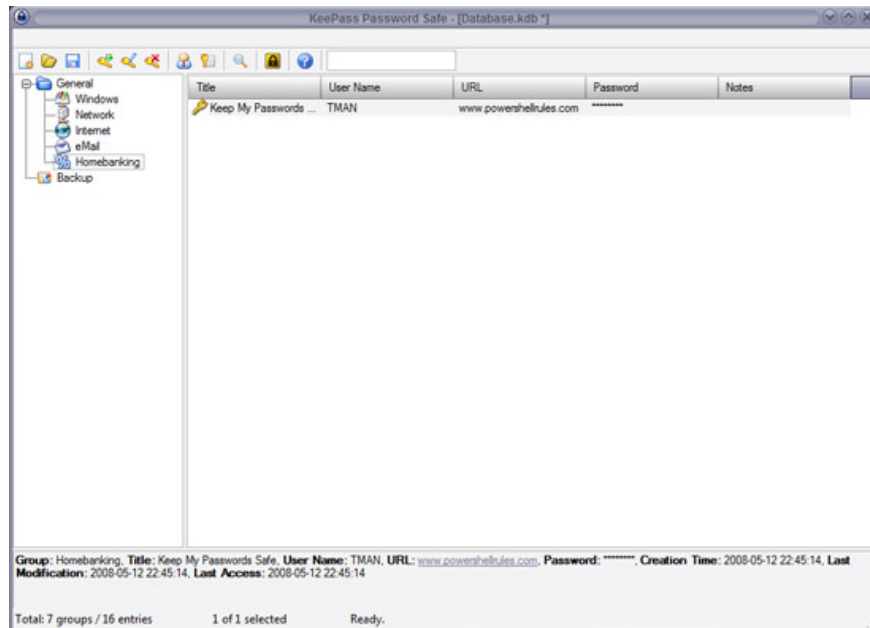 KeePass Password Safe - [Database.kdb *]
General
Windows
Network
Internet
eMail
Homebanking
Backup
Title User Name URL Password Notes
Keep My Passwords ... TMAN www.powershellrules.com ********
Group: Homebanking, Title: Keep My Passwords Safe, User Name: TMAN, URL: www.powershellrules.com, Password: ********, Creation Time: 2008-05-12 22:45:14, Last
Modification: 2008-05-12 22:45:14, Last Access: 2008-05-12 22:45:14
Total: 7 groups / 16 entries 1 of 1 selected Ready.